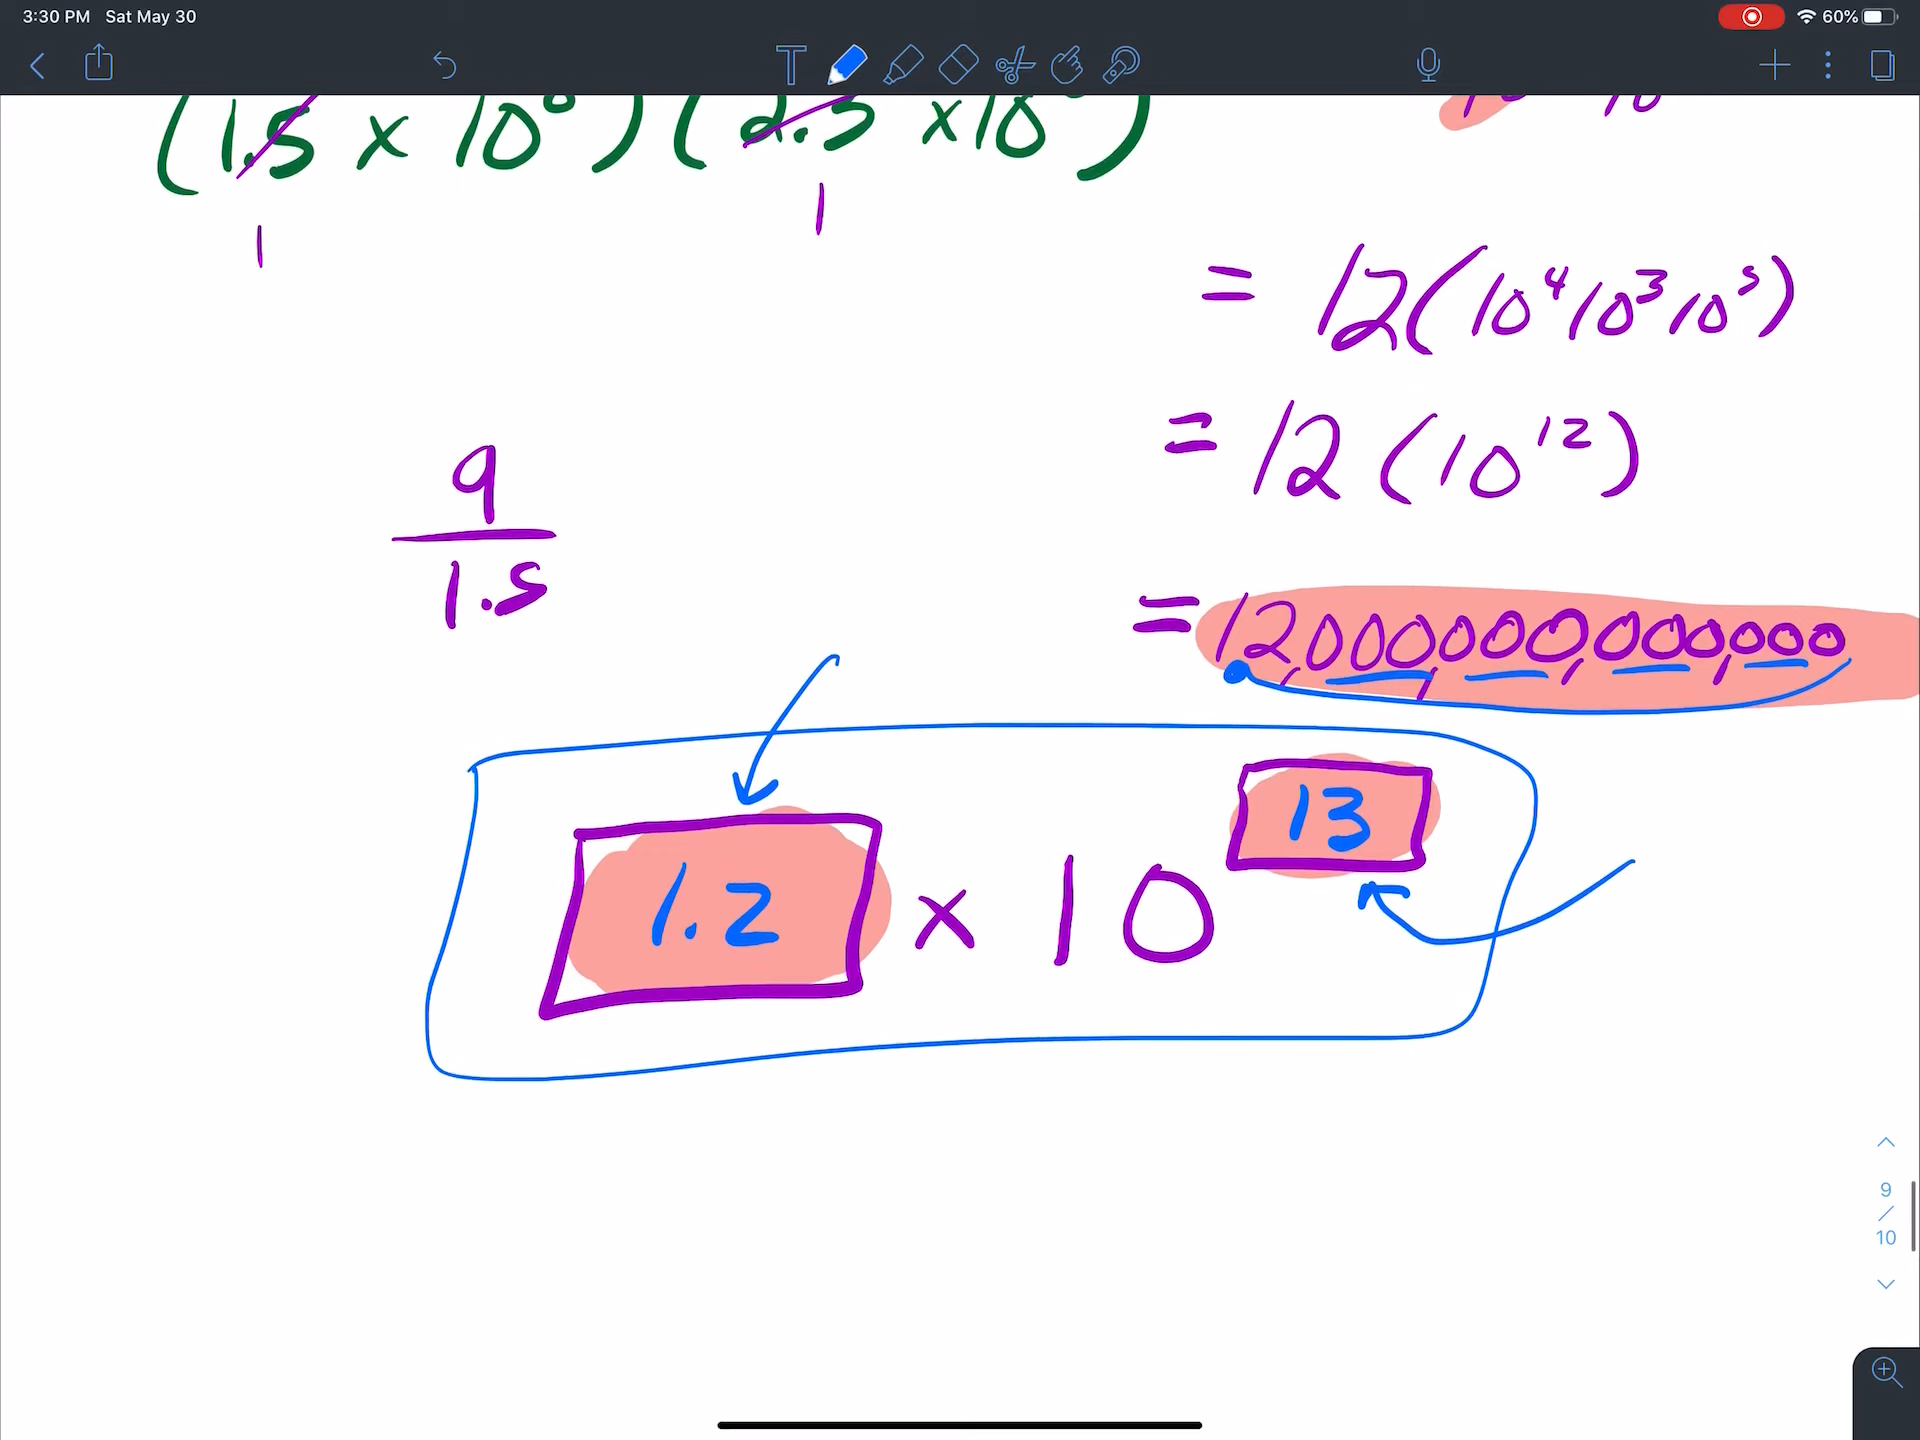 3:30 PM Sat May 30
60%
T
(1.5 x 10 ) (2.5 x10 )
1
1
= 12(10⁴10³10⁵)
= 12 (10¹²)
9
1.5
= 12,000,000,000,000
1.2 x 10¹³
9
/
10